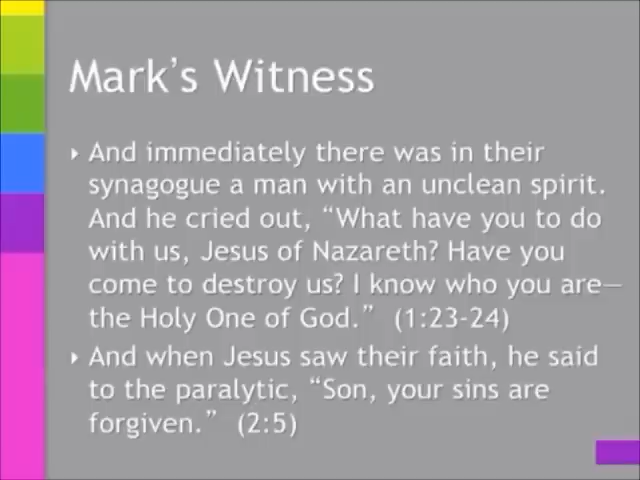 Mark's Witness
And immediately there was in their
synagogue a man with an unclean spirit.
And he cried out, “What have you to do
with us, Jesus of Nazareth? Have you
come to destroy us? I know who you are—
the Holy One of God.” (1:23-24)
And when Jesus saw their faith, he said
to the paralytic, “Son, your sins are
forgiven.” (2:5)